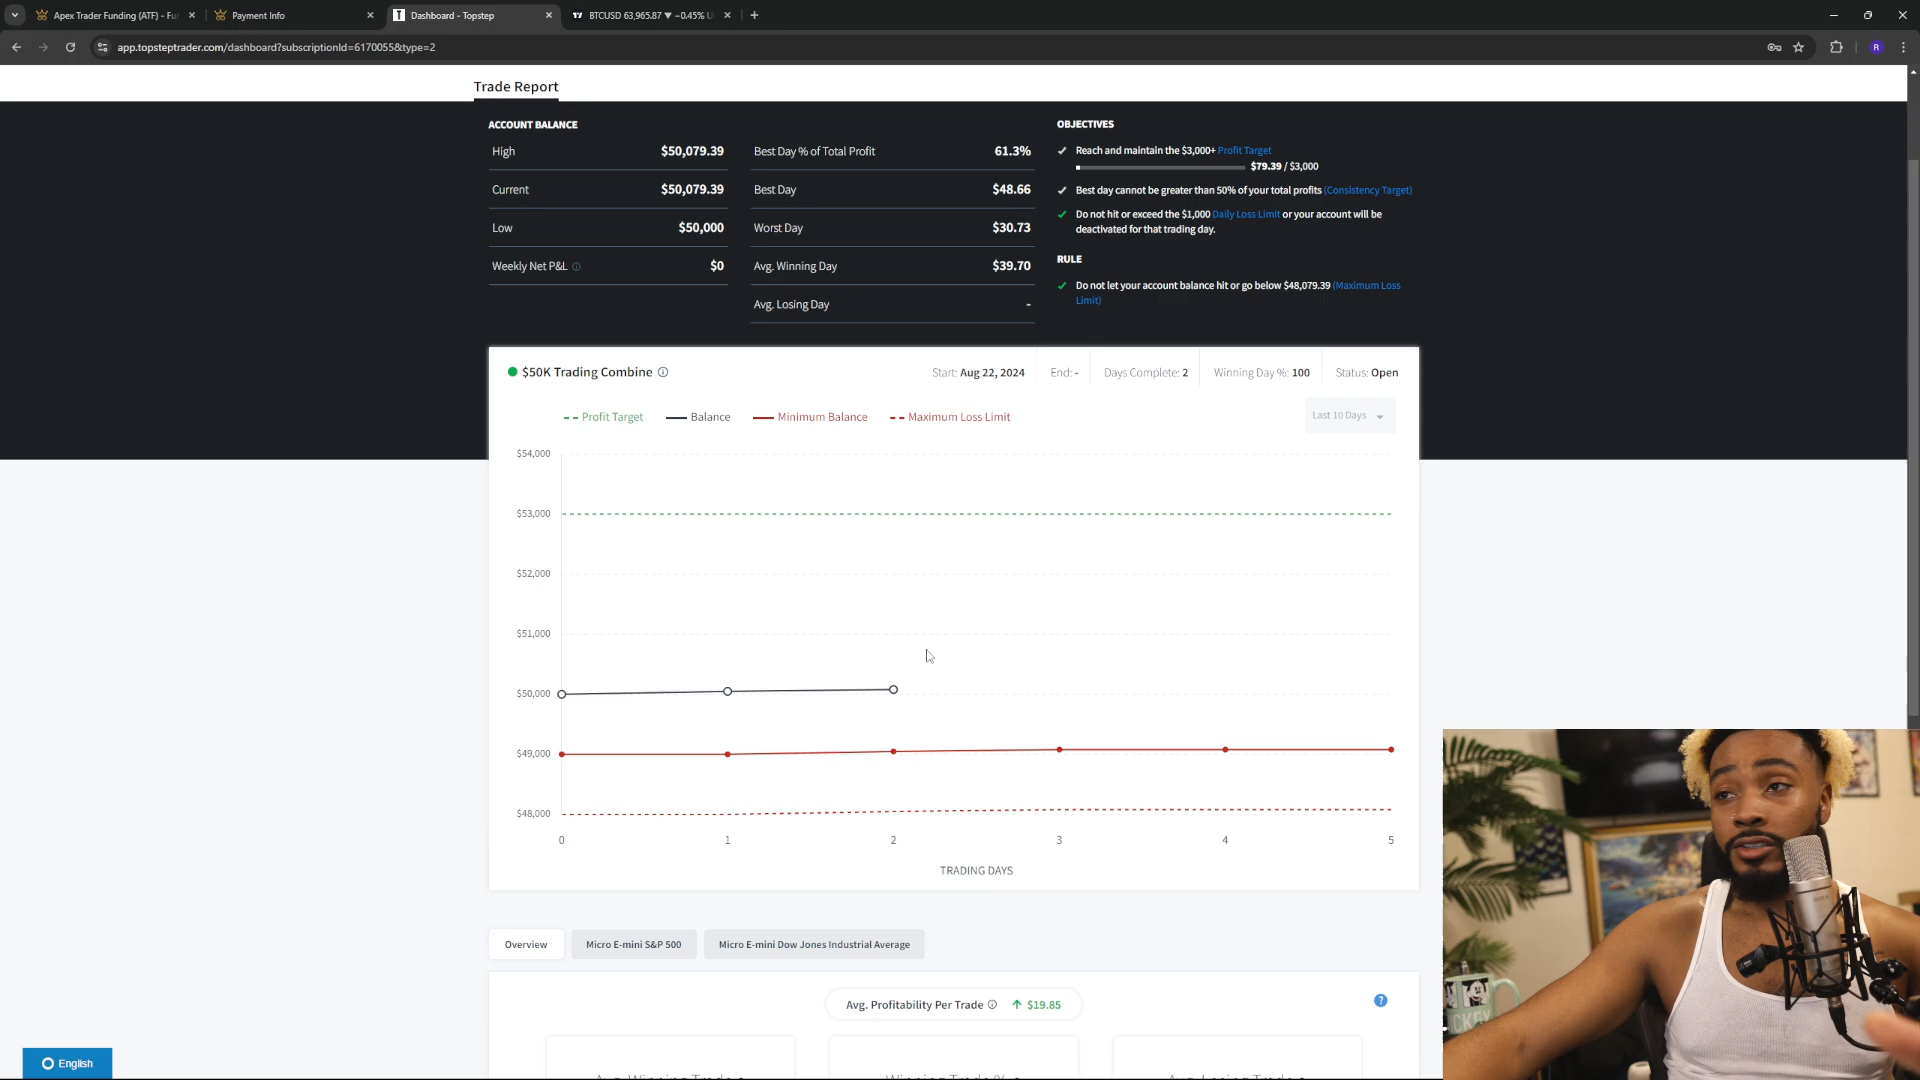 Apex Trader Funding (ATF) - Fu
Payment Info
Dashboard - Topstep
BTCUSD 63,965.87 ▼ −0.45% U
app.topsteptrader.com/dashboard?subscriptionId=6170055&type=2
R
Trade Report
ACCOUNT BALANCE
High $50,079.39
Current $50,079.39
Low $50,000
Weekly Net P&L $0
Best Day % of Total Profit 61.3%
Best Day $48.66
Worst Day $30.73
Avg. Winning Day $39.70
Avg. Losing Day -
OBJECTIVES
Reach and maintain the $3,000+ Profit Target
$79.39 / $3,000
Best day cannot be greater than 50% of your total profits (Consistency Target)
Do not hit or exceed the $1,000 Daily Loss Limit or your account will be
deactivated for that trading day.
RULE
Do not let your account balance hit or go below $48,079.39 (Maximum Loss
Limit)
$50K Trading Combine
Start: Aug 22, 2024 End: - Days Complete: 2 Winning Day %: 100 Status: Open
Profit Target Balance Minimum Balance Maximum Loss Limit
Last 10 Days
$54,000
$53,000
$52,000
$51,000
$50,000
$49,000
$48,000
0 1 2 3 4 5
TRADING DAYS
Overview Micro E-mini S&P 500 Micro E-mini Dow Jones Industrial Average
Avg. Profitability Per Trade ↑ $19.85
?
Avg. Winning Trade Winning Trade % Avg. Losing Trade
English